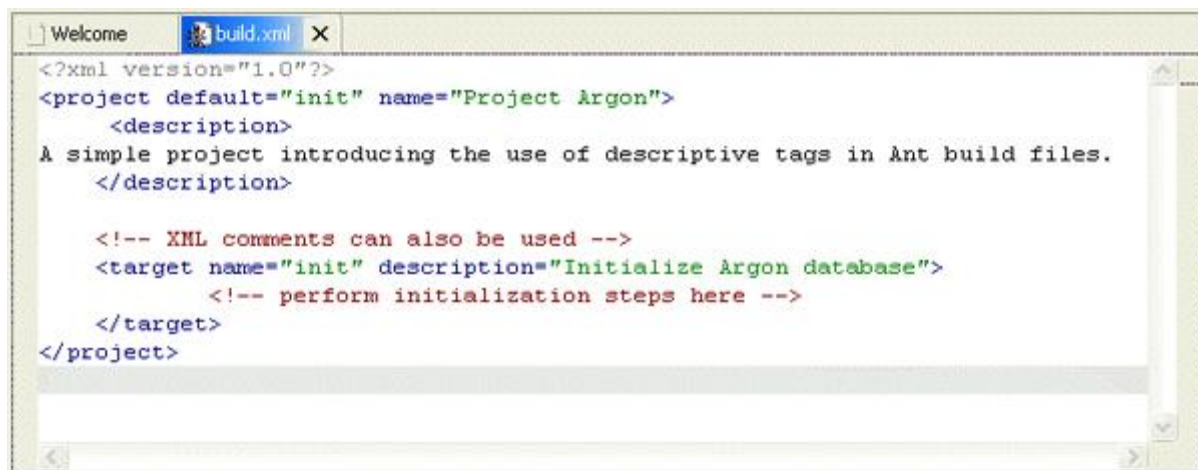 Welcome build.xml X
<?xml version="1.0"?>
<project default="init" name="Project Argon">
<description>
A simple project introducing the use of descriptive tags in Ant build files.
</description>
<!-- XML comments can also be used -->
<target name="init" description="Initialize Argon database">
<!-- perform initialization steps here -->
</target>
</project>